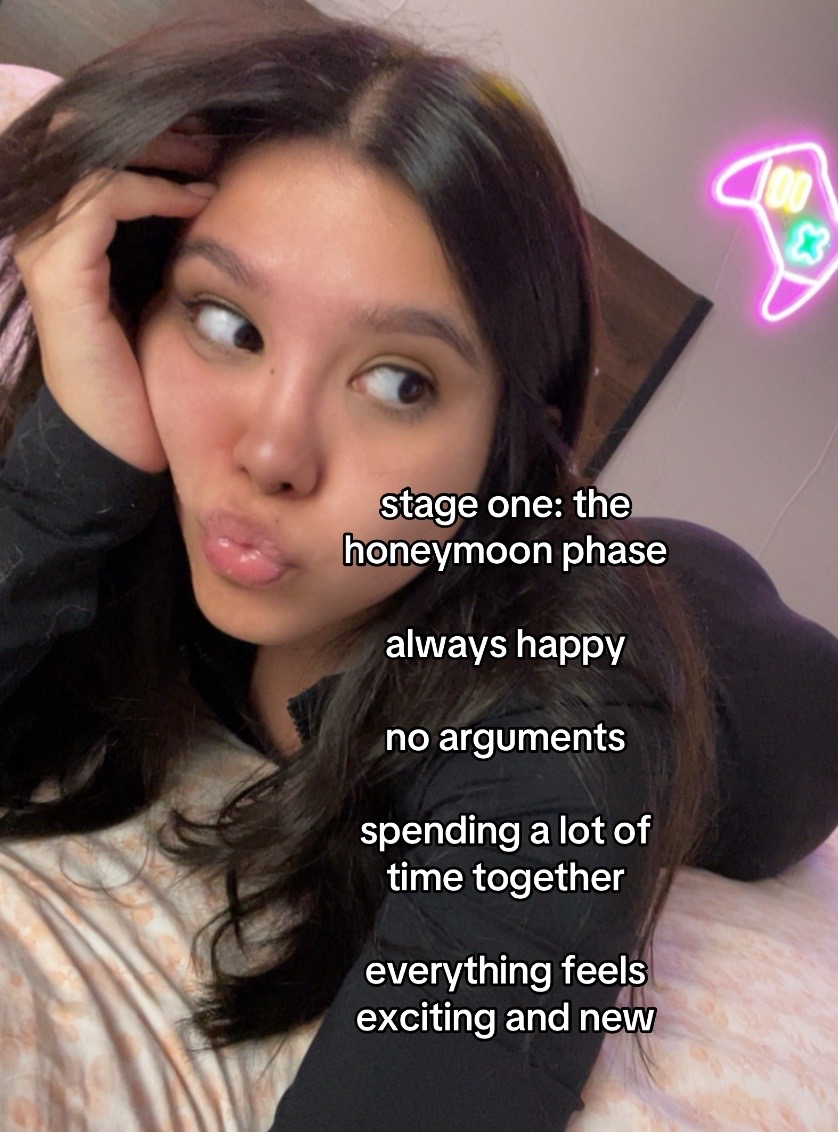 stage one: the
honeymoon phase
always happy
no arguments
spending a lot of
time together
everything feels
exciting and new